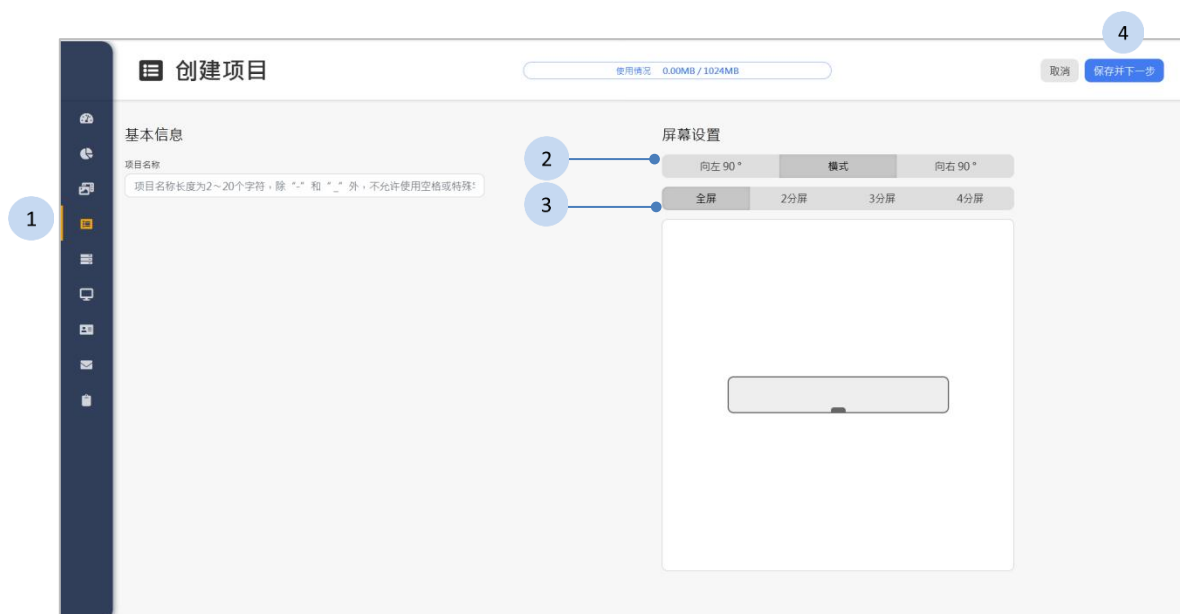 4
创建项目
使用情况 0.00MB / 1024MB
取消 保存并下一步
基本信息
屏幕设置
项目名称
2
向左 90 ° 横式 向右 90 °
项目名称长度为2～20个字符，除 "-" 和 "_" 外，不允许使用空格或特殊
3
全屏 2分屏 3分屏 4分屏
1